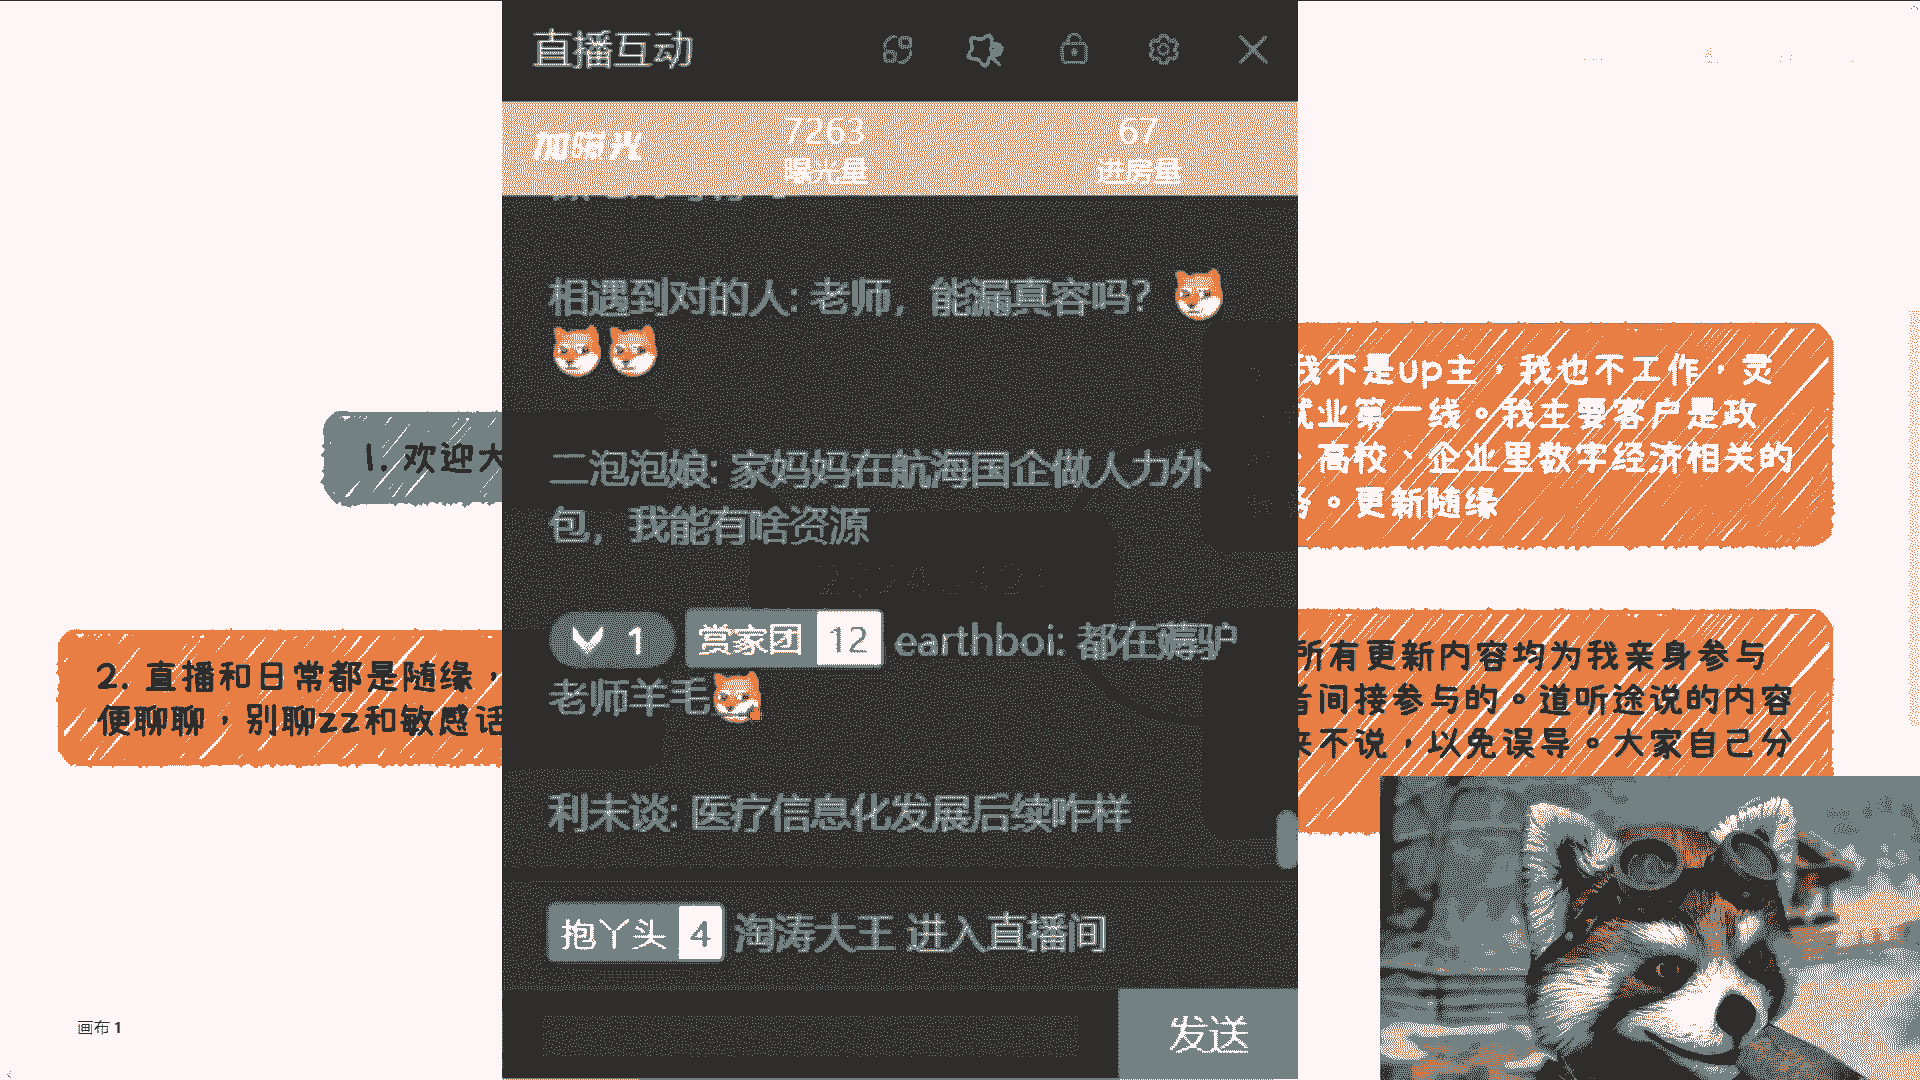 直播互动
加曝光
7263
曝光量
67
进房量
相遇到对的人: 老师，能漏真容吗?
二泡泡娘: 家妈妈在航海国企做人力外
包，我能有啥资源
1 赏家团 12 earthboi: 都在薅驴
老师羊毛
利未谈: 医疗信息化发展后续咋样
抱丫头 4 淘涛大王 进入直播间
发送
1. 欢迎大
2. 直播和日常都是随缘，
便聊聊，别聊zz和敏感话
我不是up主，我也不工作，灵
就业第一线。我主要客户是政
、高校、企业里数字经济相关的
务。更新随缘
所有更新内容均为我亲身参与
者间接参与的。道听途说的内容
来不说，以免误导。大家自己分
画布 1